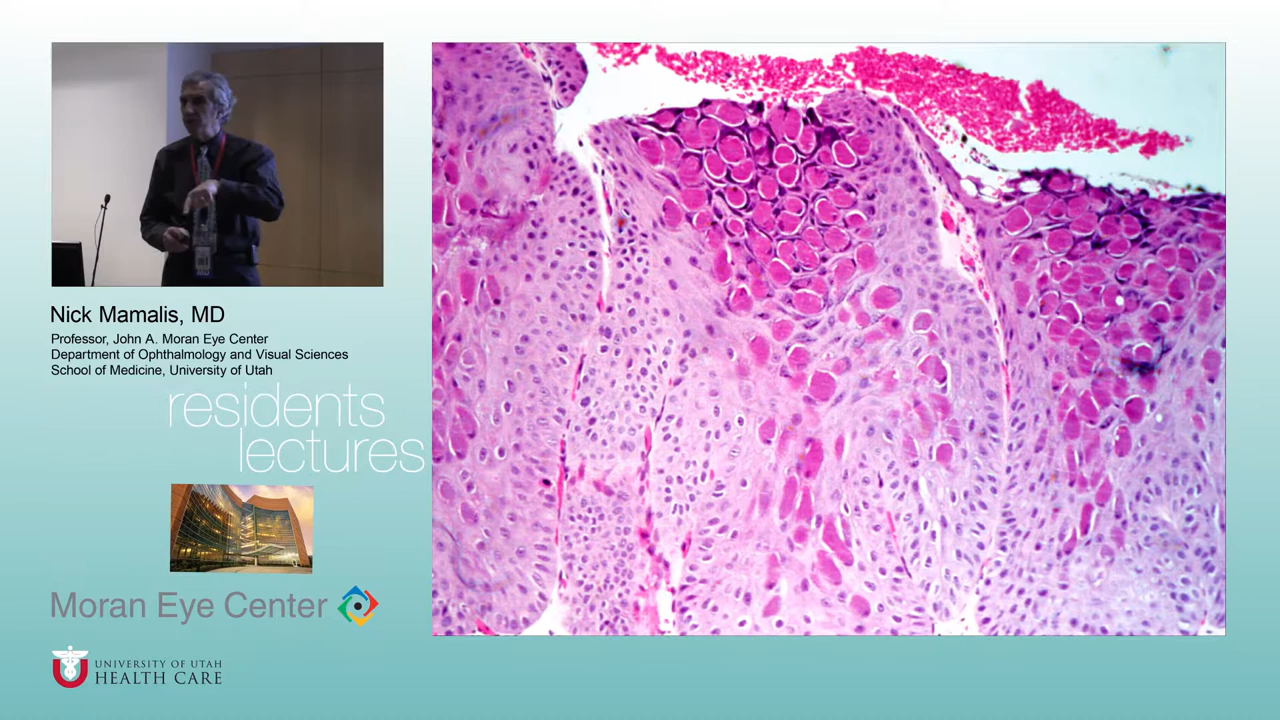 Nick Mamalis, MD
Professor, John A. Moran Eye Center
Department of Ophthalmology and Visual Sciences
School of Medicine, University of Utah
residents
lectures
Moran Eye Center
UNIVERSITY OF UTAH
HEALTH CARE